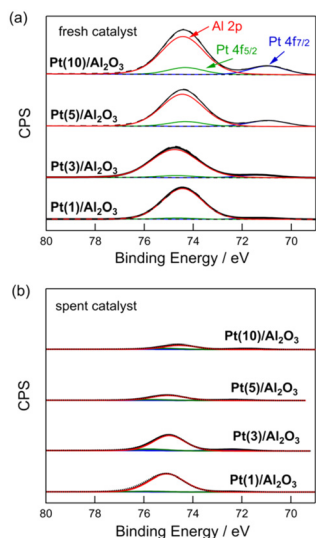 (a)
fresh catalyst
Al 2p
Pt 4f5/2
Pt 4f7/2
Pt(10)/Al2O3
Pt(5)/Al2O3
Pt(3)/Al2O3
Pt(1)/Al2O3
CPS
80 78 76 74 72 70
Binding Energy / eV
(b)
spent catalyst
Pt(10)/Al2O3
Pt(5)/Al2O3
Pt(3)/Al2O3
Pt(1)/Al2O3
CPS
80 78 76 74 72 70
Binding Energy / eV